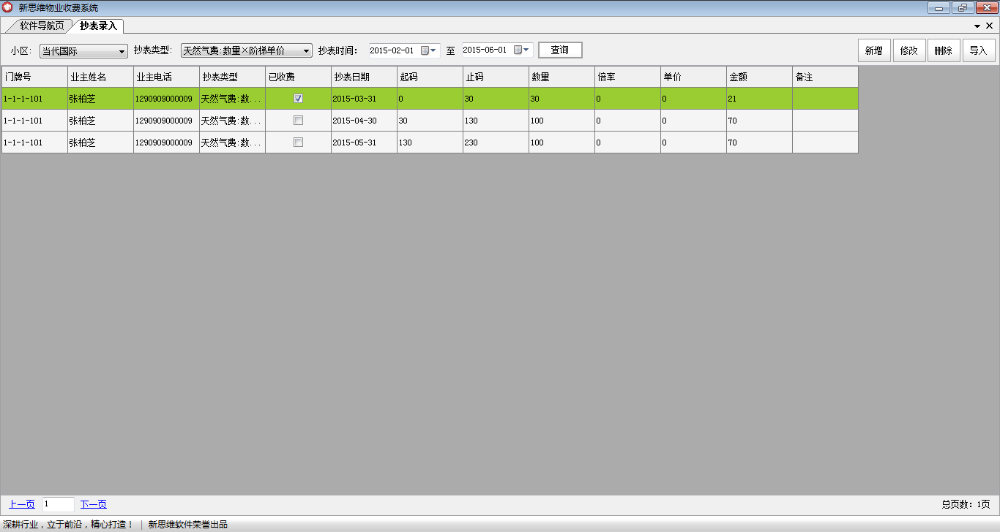 新思维物业收费系统
软件导航页 抄表录入
小区: 当代国际 抄表类型: 天然气费:数量×阶梯单价 抄表时间: 2015-02-01 至 2015-06-01 查询 新增 修改 删除 导入
门牌号 业主姓名 业主电话 抄表类型 已收费 抄表日期 起码 止码 数量 倍率 单价 金额 备注
1-1-1-101 张柏芝 1290909000009 天然气费:数... 2015-03-31 0 30 30 0 0 21
1-1-1-101 张柏芝 1290909000009 天然气费:数... 2015-04-30 30 130 100 0 0 70
1-1-1-101 张柏芝 1290909000009 天然气费:数... 2015-05-31 130 230 100 0 0 70
上一页 1 下一页 总页数: 1页
深耕行业，立于前沿，精心打造！ | 新思维软件荣誉出品